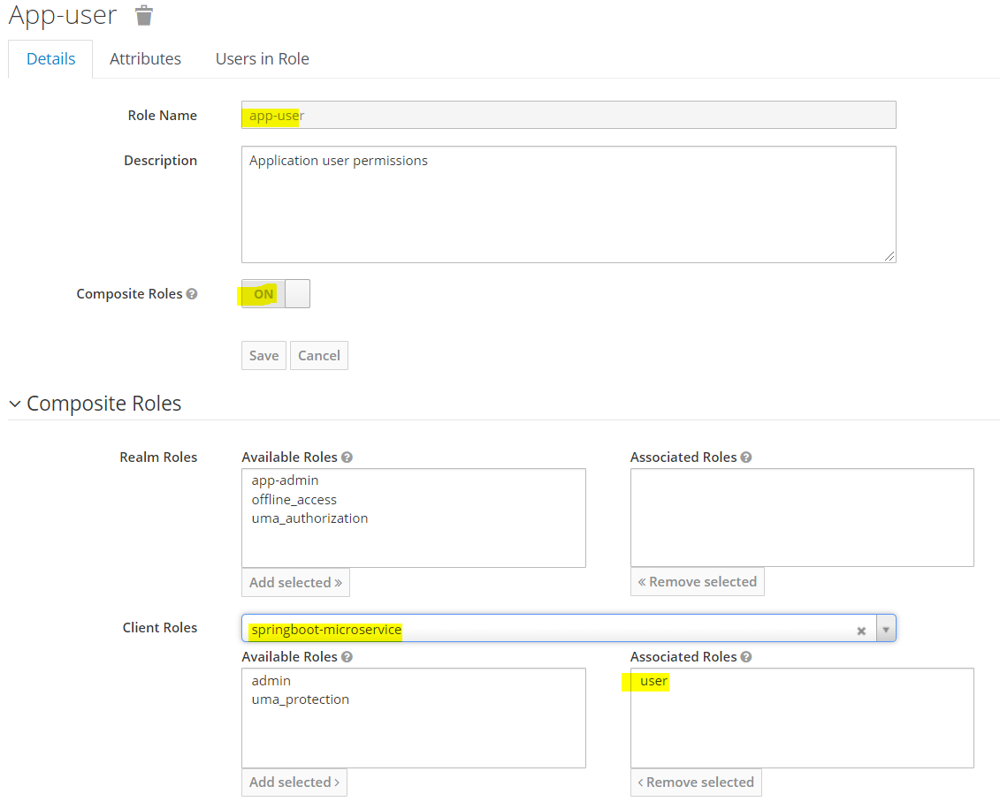 App-user
Details Attributes Users in Role
Role Name app-user
Description Application user permissions
Composite Roles ON
Save Cancel
Composite Roles
Realm Roles Available Roles Associated Roles
app-admin
offline_access
uma_authorization
Add selected » « Remove selected
Client Roles springboot-microservice
Available Roles Associated Roles
admin user
uma_protection
Add selected › ‹ Remove selected